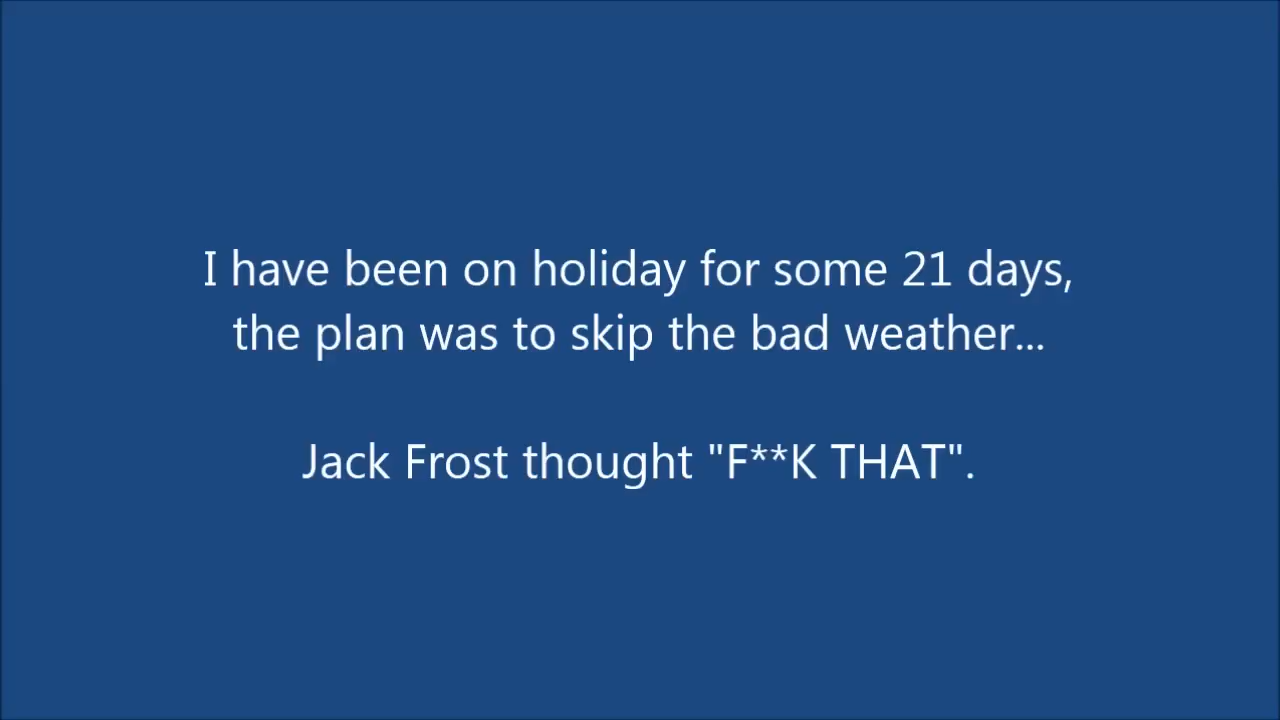 I have been on holiday for some 21 days,
the plan was to skip the bad weather...
Jack Frost thought "F**K THAT".